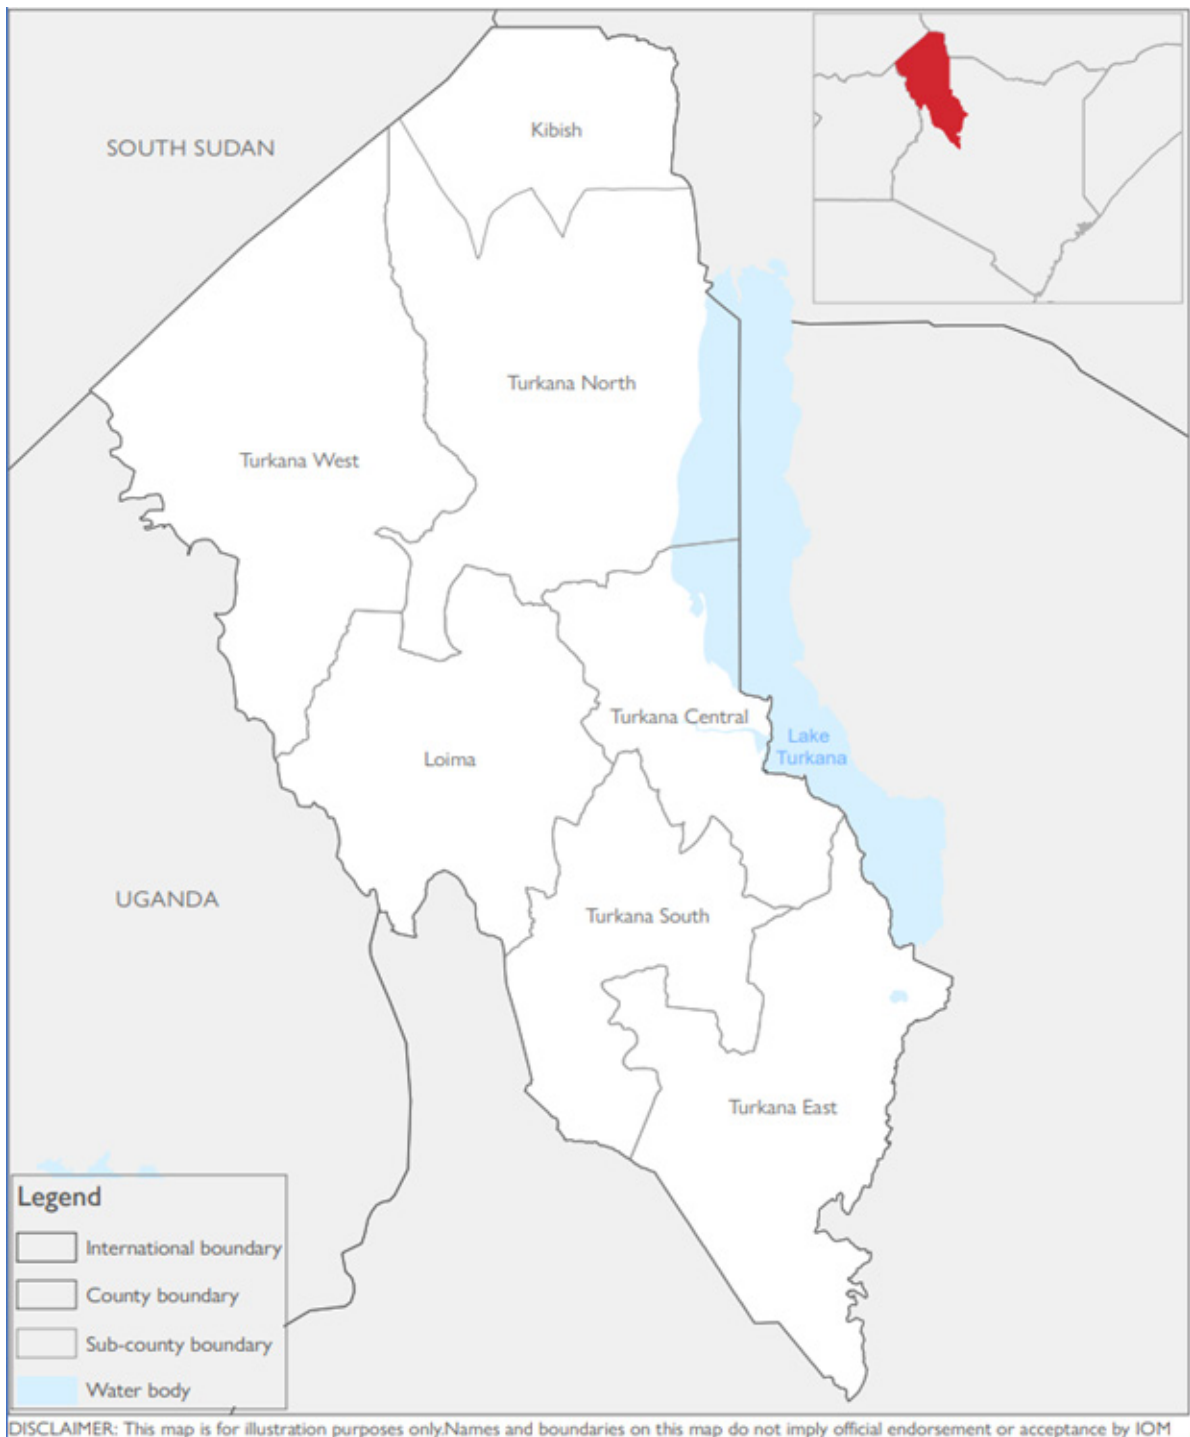 Kibish
SOUTH SUDAN
Turkana North
Turkana West
Turkana Central
Lake
Turkana
Loima
UGANDA
Turkana South
Turkana East
Legend
International boundary
County boundary
Sub-county boundary
Water body
DISCLAIMER: This map is for illustration purposes only.Names and boundaries on this map do not imply official endorsement or acceptance by IOM